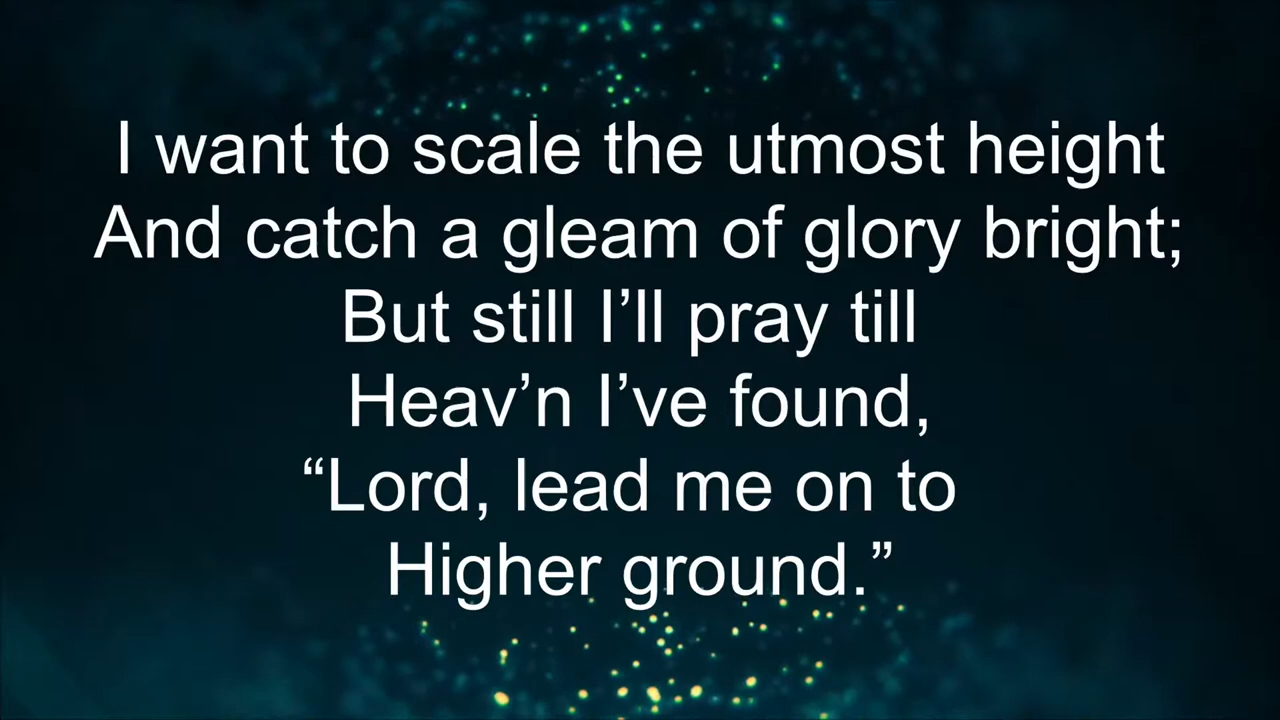 I want to scale the utmost height
And catch a gleam of glory bright;
But still I’ll pray till
Heav’n I’ve found,
“Lord, lead me on to
Higher ground.”